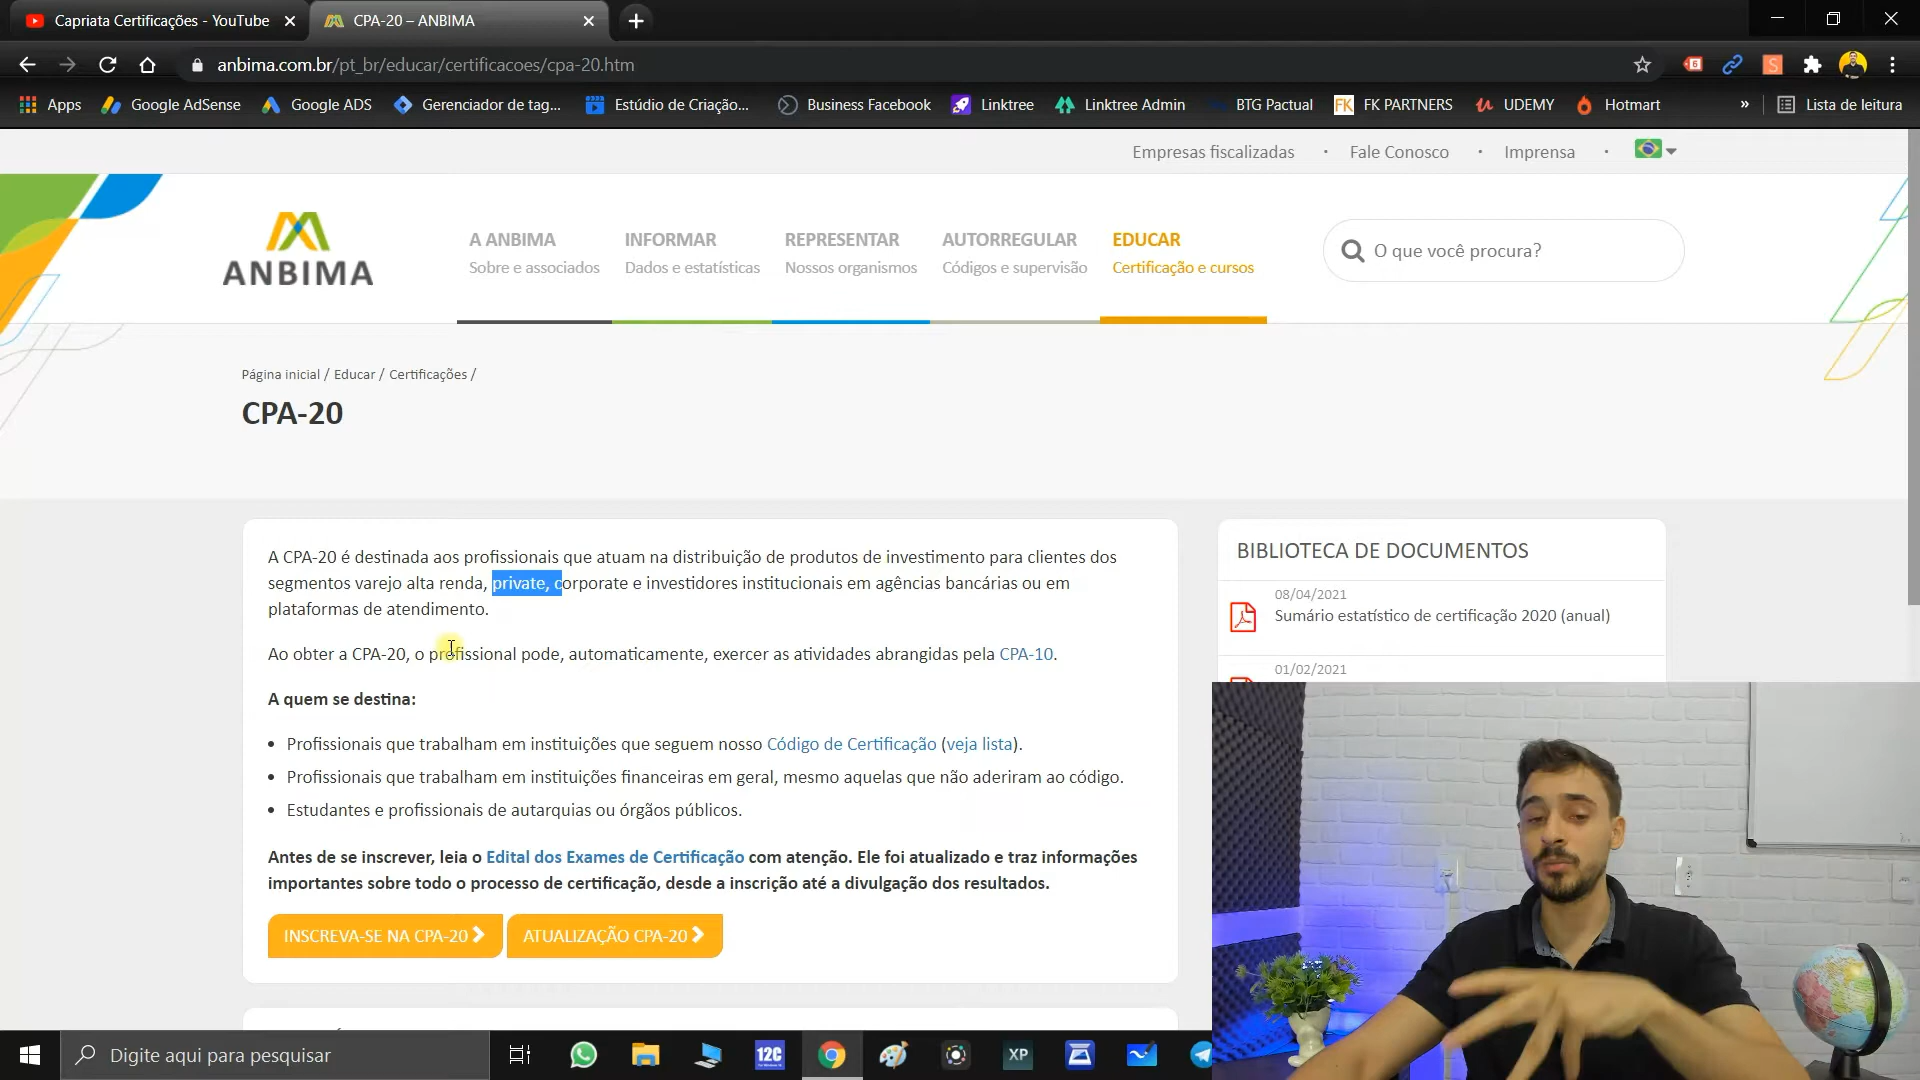 Capriata Certificações - YouTube
CPA-20 – ANBIMA
anbima.com.br/pt_br/educar/certificacoes/cpa-20.htm
Apps
Google AdSense
Google ADS
Gerenciador de tag...
Estúdio de Criação...
Business Facebook
Linktree
Linktree Admin
BTG Pactual
FK
FK PARTNERS
UDEMY
Hotmart
»
Lista de leitura
Empresas fiscalizadas · Fale Conosco · Imprensa ·
ANBIMA
A ANBIMA
Sobre e associados
INFORMAR
Dados e estatísticas
REPRESENTAR
Nossos organismos
AUTORREGULAR
Códigos e supervisão
EDUCAR
Certificação e cursos
O que você procura?
Página inicial / Educar / Certificações /
CPA-20
A CPA-20 é destinada aos profissionais que atuam na distribuição de produtos de investimento para clientes dos
segmentos varejo alta renda, private, corporate e investidores institucionais em agências bancárias ou em
plataformas de atendimento.
Ao obter a CPA-20, o profissional pode, automaticamente, exercer as atividades abrangidas pela CPA-10.
A quem se destina:
• Profissionais que trabalham em instituições que seguem nosso Código de Certificação (veja lista).
• Profissionais que trabalham em instituições financeiras em geral, mesmo aquelas que não aderiram ao código.
• Estudantes e profissionais de autarquias ou órgãos públicos.
Antes de se inscrever, leia o Edital dos Exames de Certificação com atenção. Ele foi atualizado e traz informações
importantes sobre todo o processo de certificação, desde a inscrição até a divulgação dos resultados.
INSCREVA-SE NA CPA-20
ATUALIZAÇÃO CPA-20
BIBLIOTECA DE DOCUMENTOS
08/04/2021
Sumário estatístico de certificação 2020 (anual)
01/02/2021
Digite aqui para pesquisar
12C
XP